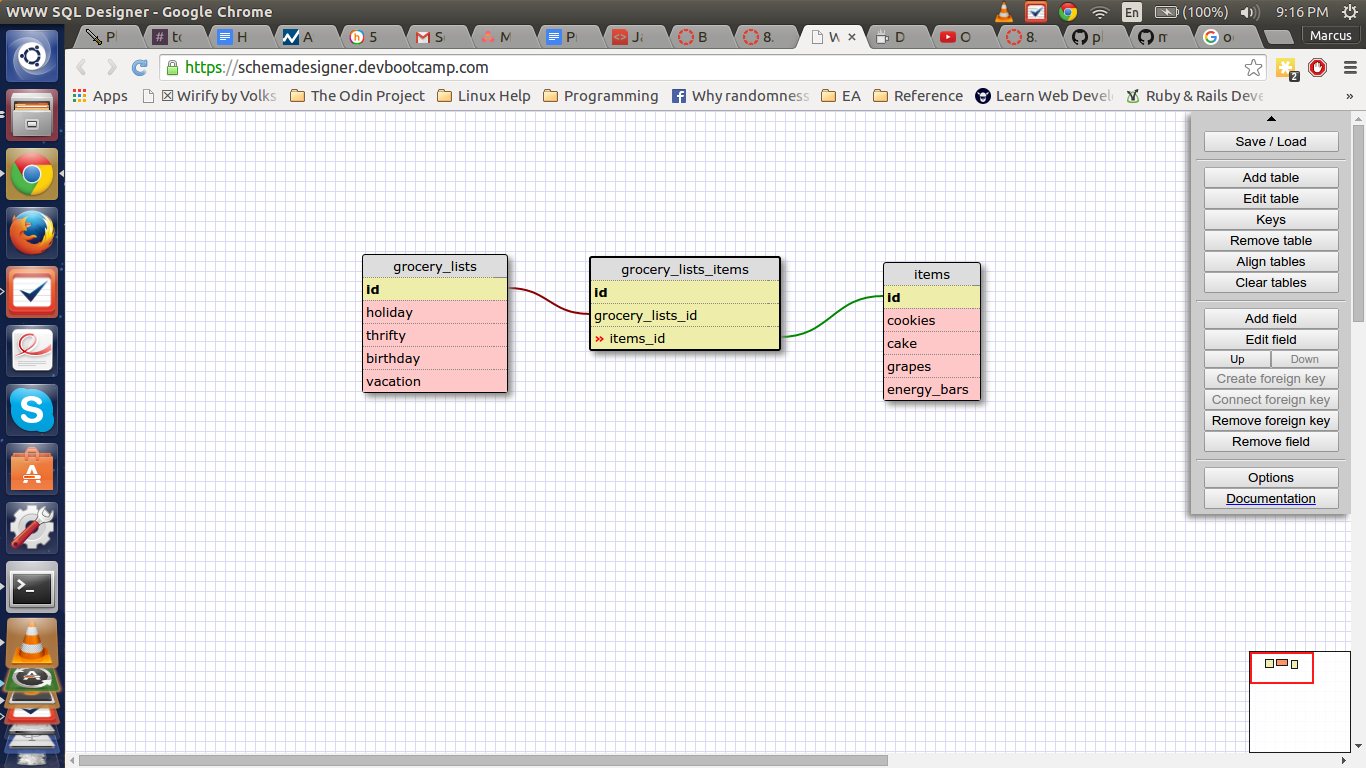 WWW SQL Designer - Google Chrome
En (100%) 9:16 PM
P # to H A 5 M P Ja B 8. W × D O 8. p m o Marcus
https://schemadesigner.devbootcamp.com 2
Apps Wirify by Volks The Odin Project Linux Help Programming Why randomness EA Reference Learn Web Devel Ruby & Rails Deve »
Save / Load
Add table
Edit table
Keys
Remove table
Align tables
Clear tables
Add field
Edit field
Up Down
Create foreign key
Connect foreign key
Remove foreign key
Remove field
Options
Documentation
grocery_lists
id
holiday
thrifty
birthday
vacation
grocery_lists_items
id
grocery_lists_id
» items_id
items
id
cookies
cake
grapes
energy_bars